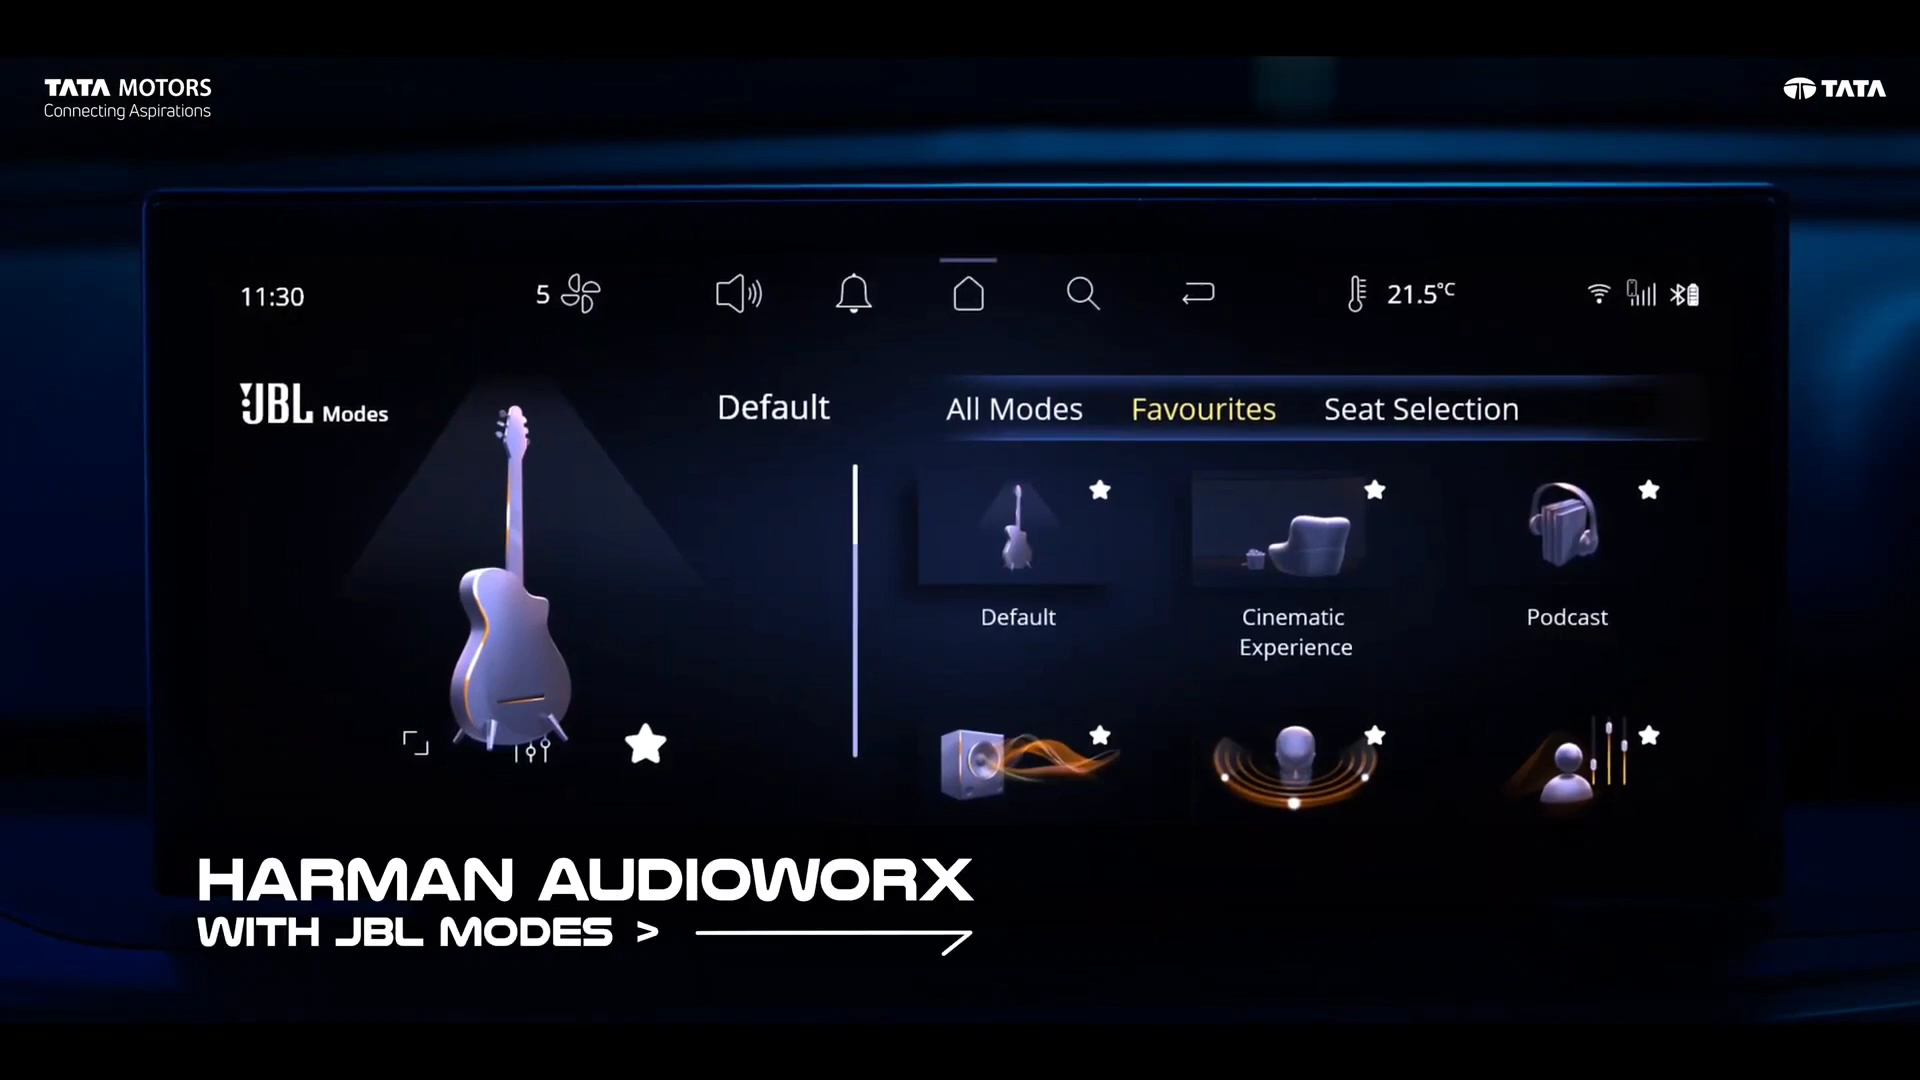 TATA MOTORS
Connecting Aspirations
TATA
11:30
5
21.5°C
JBL Modes
Default
All Modes Favourites Seat Selection
Default
Cinematic
Experience
Podcast
HARMAN AUDIOWORX
WITH JBL MODES >